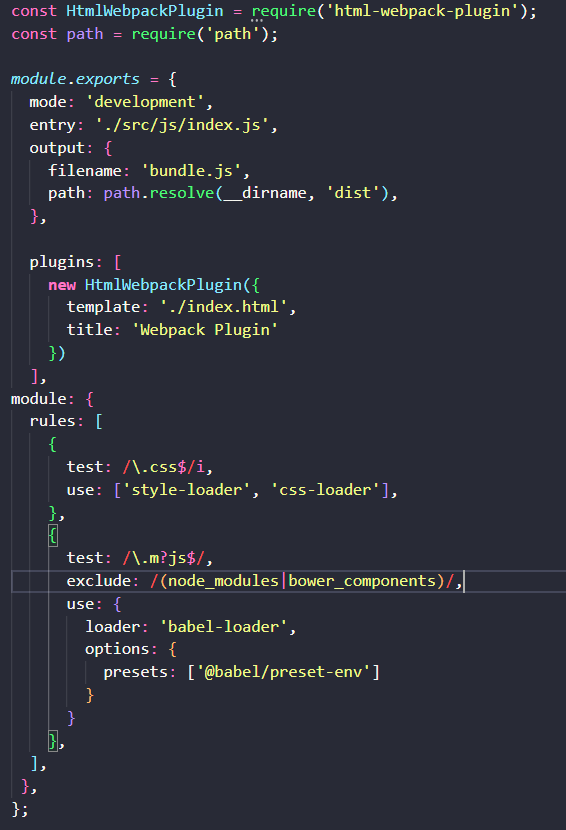 const HtmlWebpackPlugin = require('html-webpack-plugin');
const path = require('path');

module.exports = {
  mode: 'development',
  entry: './src/js/index.js',
  output: {
    filename: 'bundle.js',
    path: path.resolve(__dirname, 'dist'),
  },

  plugins: [
    new HtmlWebpackPlugin({
      template: './index.html',
      title: 'Webpack Plugin'
    })
  ],
module: {
  rules: [
    {
      test: /\.css$/i,
      use: ['style-loader', 'css-loader'],
    },
    {
      test: /\.m?js$/,
      exclude: /(node_modules|bower_components)/,
      use: {
        loader: 'babel-loader',
        options: {
          presets: ['@babel/preset-env']
        }
      }
    },
  ],
 },
};